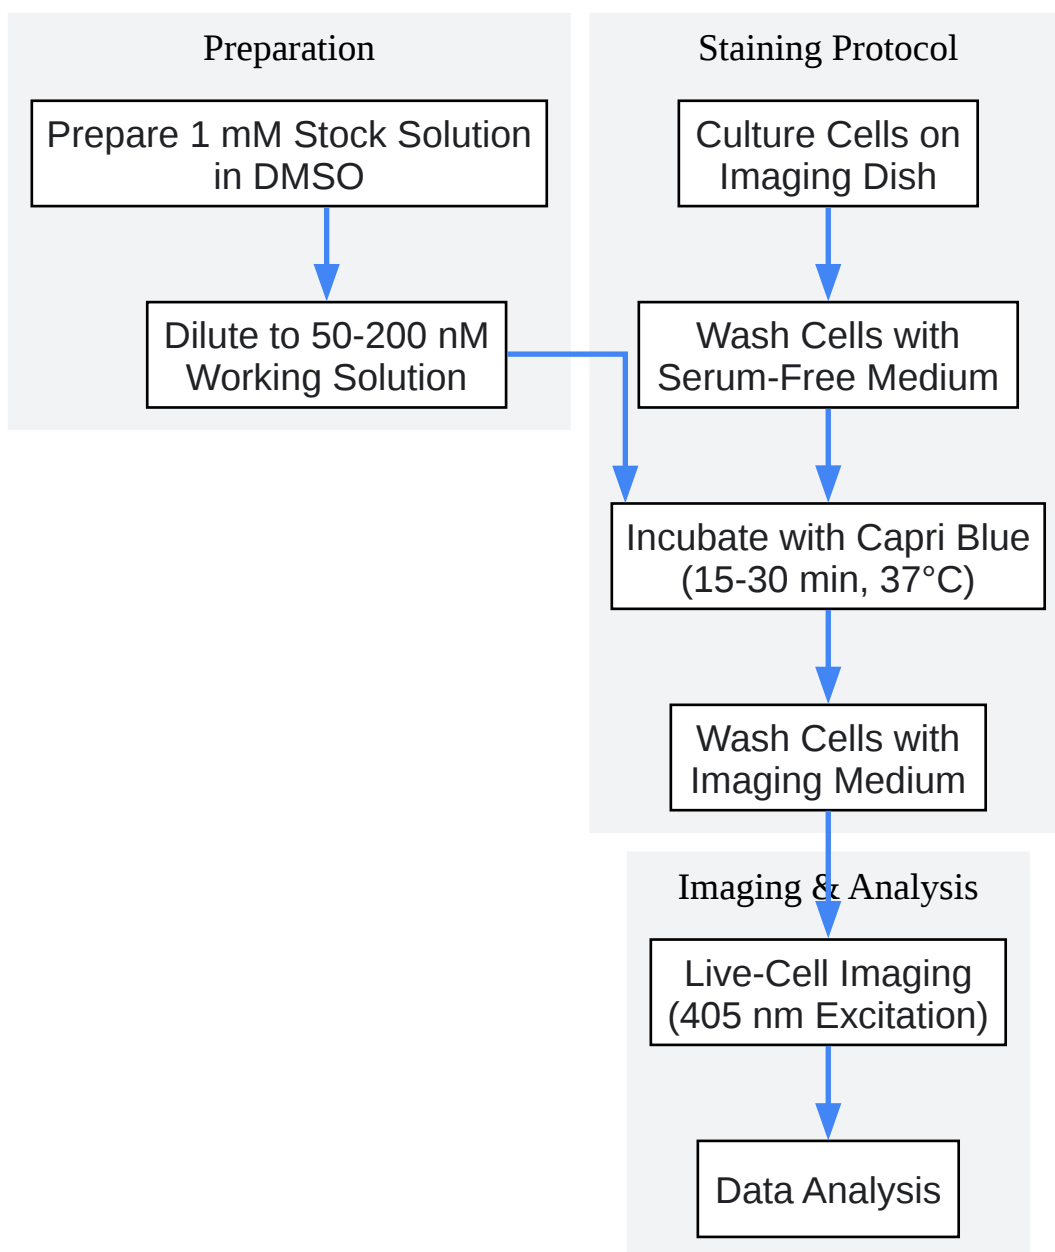 Preparation
Prepare 1 mM Stock Solution
in DMSO
Dilute to 50-200 nM
Working Solution
Staining Protocol
Culture Cells on
Imaging Dish
Wash Cells with
Serum-Free Medium
Incubate with Capri Blue
(15-30 min, 37°C)
Wash Cells with
Imaging Medium
Imaging & Analysis
Live-Cell Imaging
(405 nm Excitation)
Data Analysis